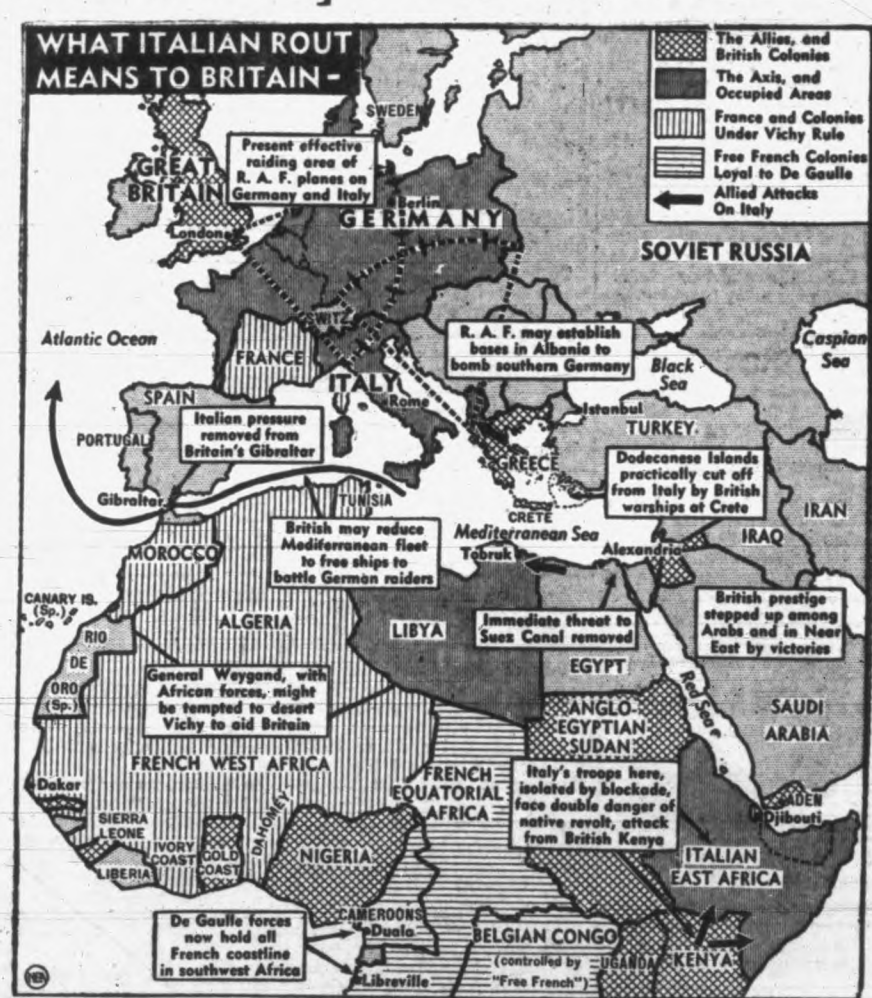 WHAT ITALIAN ROUT
MEANS TO BRITAIN-
The Allies, and
British Colonies
The Axis, and
Occupied Areas
France and Colonies
Under Vichy Rule
Free French Colonies
Loyal to De Gaulle
Allied Attacks
On Italy
SWEDEN
Present effective
raiding area of
R. A. F. planes on
Germany and Italy
GREAT
BRITAIN
London
Berlin
GERMANY
SOVIET RUSSIA
SWITZ.
Atlantic Ocean
FRANCE
R. A. F. may establish
bases in Albania to
bomb southern Germany
Caspian
Sea
Black
Sea
ITALY
Rome
SPAIN
PORTUGAL
Italian pressure
removed from
Britain's Gibraltar
Istanbul
TURKEY
GREECE
Dodecanese Islands
practically cut off
from Italy by British
warships at Crete
Gibraltar
TUNISIA
CRETE
IRAN
IRAQ
MOROCCO
British may reduce
Mediterranean fleet
to free ships to
battle German raiders
Mediterranean Sea
Tobruk
Alexandria
CANARY IS.
(Sp.)
ALGERIA
LIBYA
Immediate threat to
Suez Canal removed
British prestige
stepped up among
Arabs and in Near
East by victories
RIO
DE
ORO
(Sp.)
EGYPT
General Weygand, with
African forces, might
be tempted to desert
Vichy to aid Britain
Red Sea
SAUDI
ARABIA
ANGLO-
EGYPTIAN
SUDAN
FRENCH WEST AFRICA
FRENCH
EQUATORIAL
AFRICA
Dakar
Italy's troops here,
isolated by blockade,
face double danger of
native revolt, attack
from British Kenya
ADEN
Djibouti
SIERRA
LEONE
IVORY
COAST
GOLD
COAST
DAHOMEY
NIGERIA
LIBERIA
ITALIAN
EAST AFRICA
De Gaulle forces
now hold all
French coastline
in southwest Africa
CAMEROONS
Duala
Libreville
BELGIAN CONGO
(controlled by
"Free French")
UGANDA
KENYA